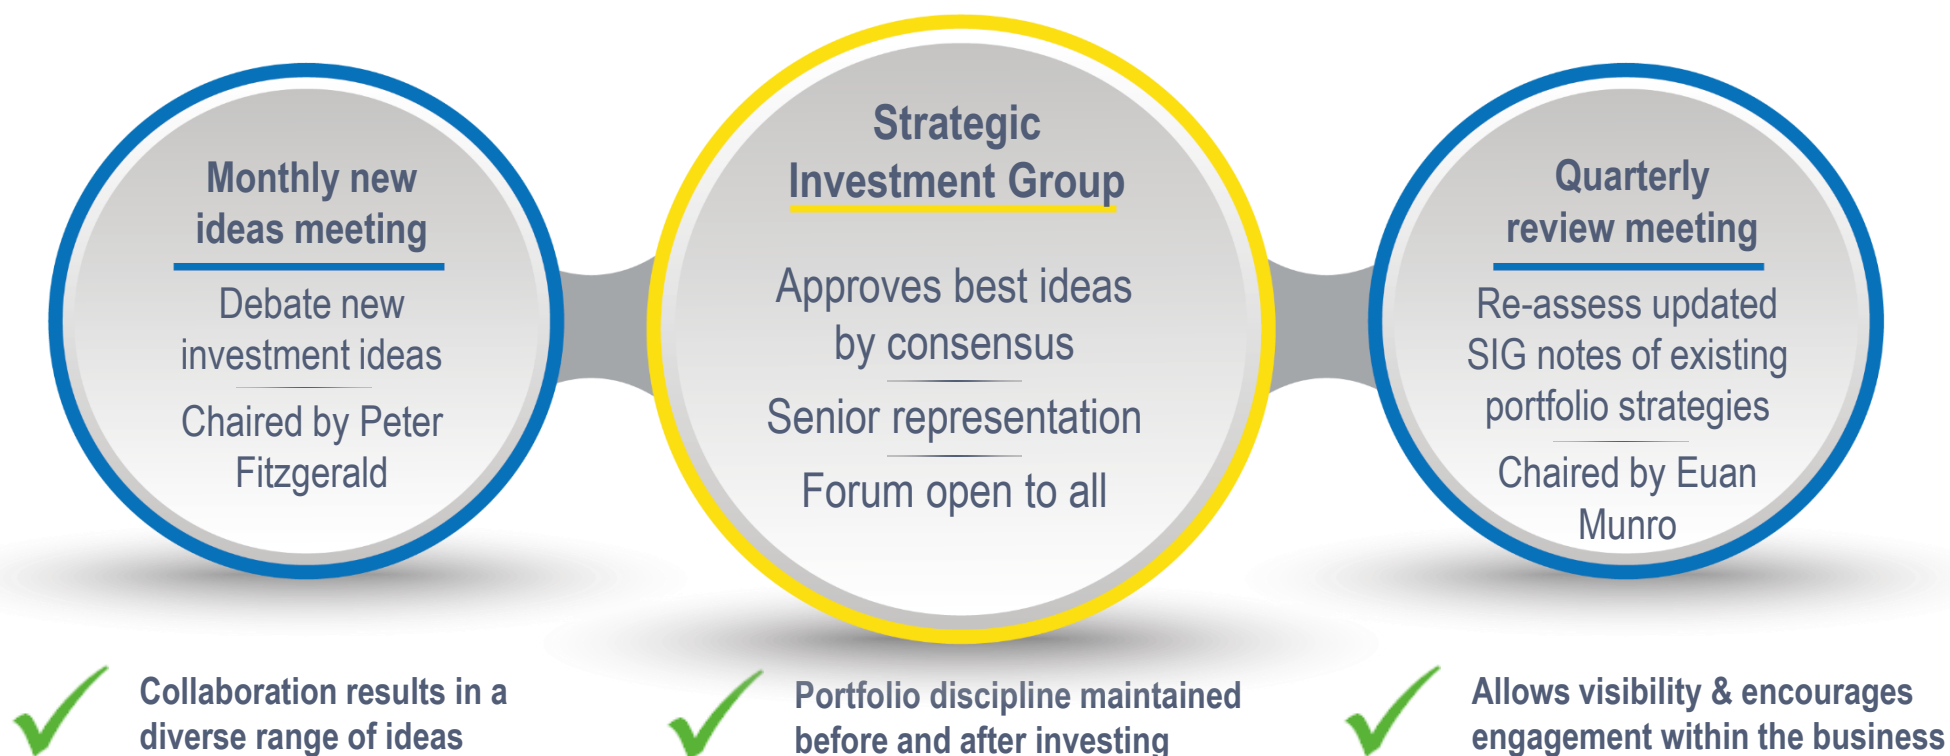 Monthly new
ideas meeting
Debate new
investment ideas
Chaired by Peter
Fitzgerald
Strategic
Investment Group
Approves best ideas
by consensus
Senior representation
Forum open to all
Quarterly
review meeting
Re-assess updated
SIG notes of existing
portfolio strategies
Chaired by Euan
Munro
Collaboration results in a
diverse range of ideas
Portfolio discipline maintained
before and after investing
Allows visibility & encourages
engagement within the business